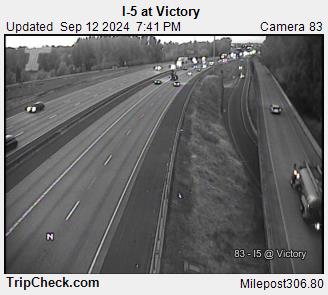 I-5 at Victory
Updated Sep 12 2024 7:41 PM Camera 83
N
83 - I5 @ Victory
TripCheck.com Milepost306.80